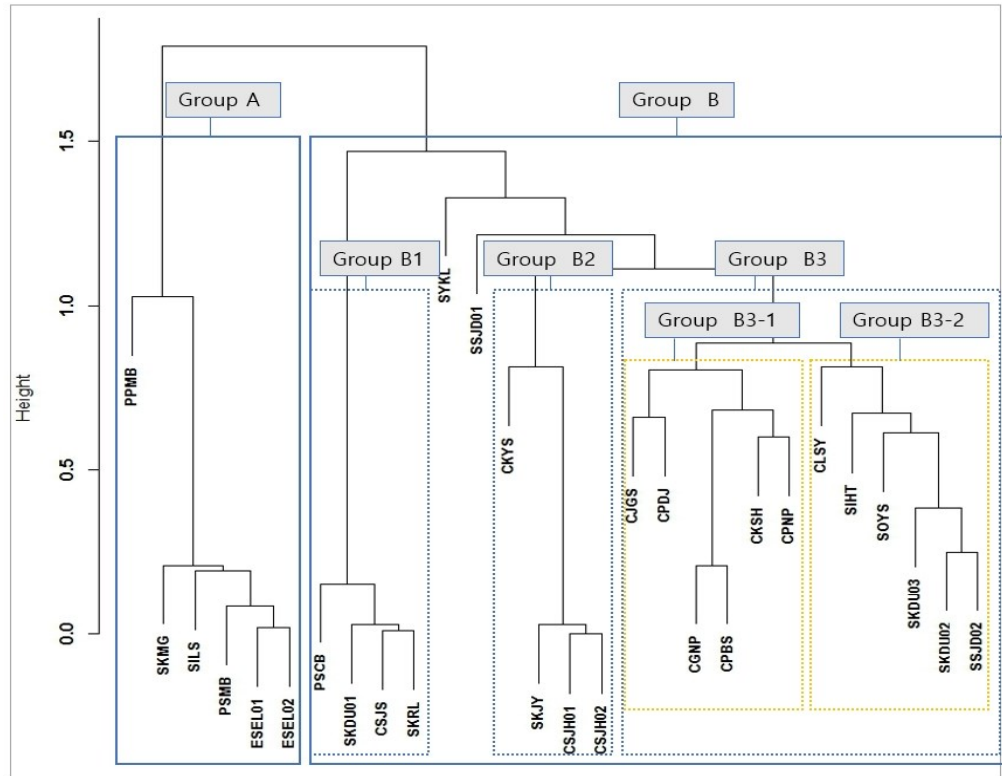 Group A
Group B
1.5
Group B1
Group B2
Group B3
SYKL
SSJD01
1.0
Group B3-1
Group B3-2
Height
PPMB
CKYS
CLSY
0.5
CJGS
CPDJ
CKSH
CPNP
SIHT
SOYS
SKDU03
0.0
SKMG
SILS
PSMB
ESEL01
ESEL02
PSCB
SKDU01
CSJS
SKRL
SKJY
CSJH01
CSJH02
CGNP
CPBS
SKDU02
SSJD02